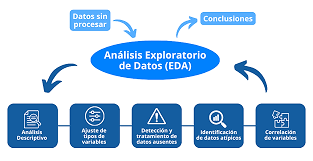 Datos sin
procesar
Conclusiones
Análisis Exploratorio
de Datos (EDA)
Análisis
Descriptivo
Ajuste de
tipos de
variables
Detección y
tratamiento de
datos ausentes
Identificación
de datos atípicos
Correlación
de variables